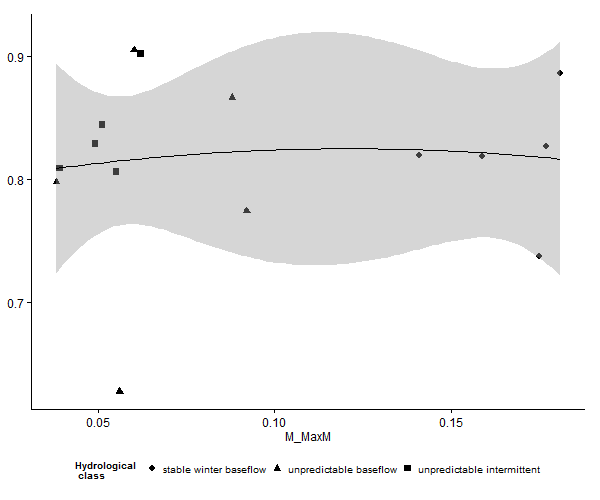 0.9
0.8
0.7
0.05 0.10 0.15
M_MaxM
Hydrological
class
stable winter baseflow unpredictable baseflow unpredictable intermittent